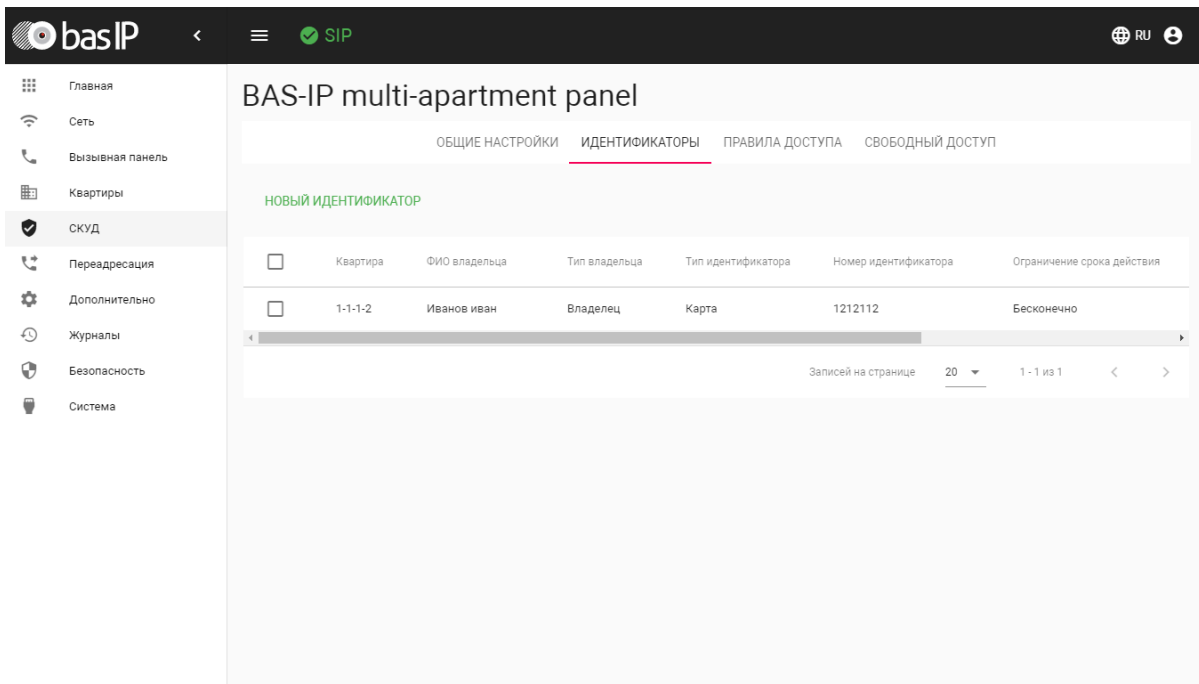 bas IP
SIP
RU
Главная
Сеть
Вызывная панель
Квартиры
СКУД
Переадресация
Дополнительно
Журналы
Безопасность
Система
BAS-IP multi-apartment panel
ОБЩИЕ НАСТРОЙКИ ИДЕНТИФИКАТОРЫ ПРАВИЛА ДОСТУПА СВОБОДНЫЙ ДОСТУП
НОВЫЙ ИДЕНТИФИКАТОР
Квартира ФИО владельца Тип владельца Тип идентификатора Номер идентификатора Ограничение срока действия
1-1-1-2 Иванов иван Владелец Карта 1212112 Бесконечно
Записей на странице 20 1 - 1 из 1